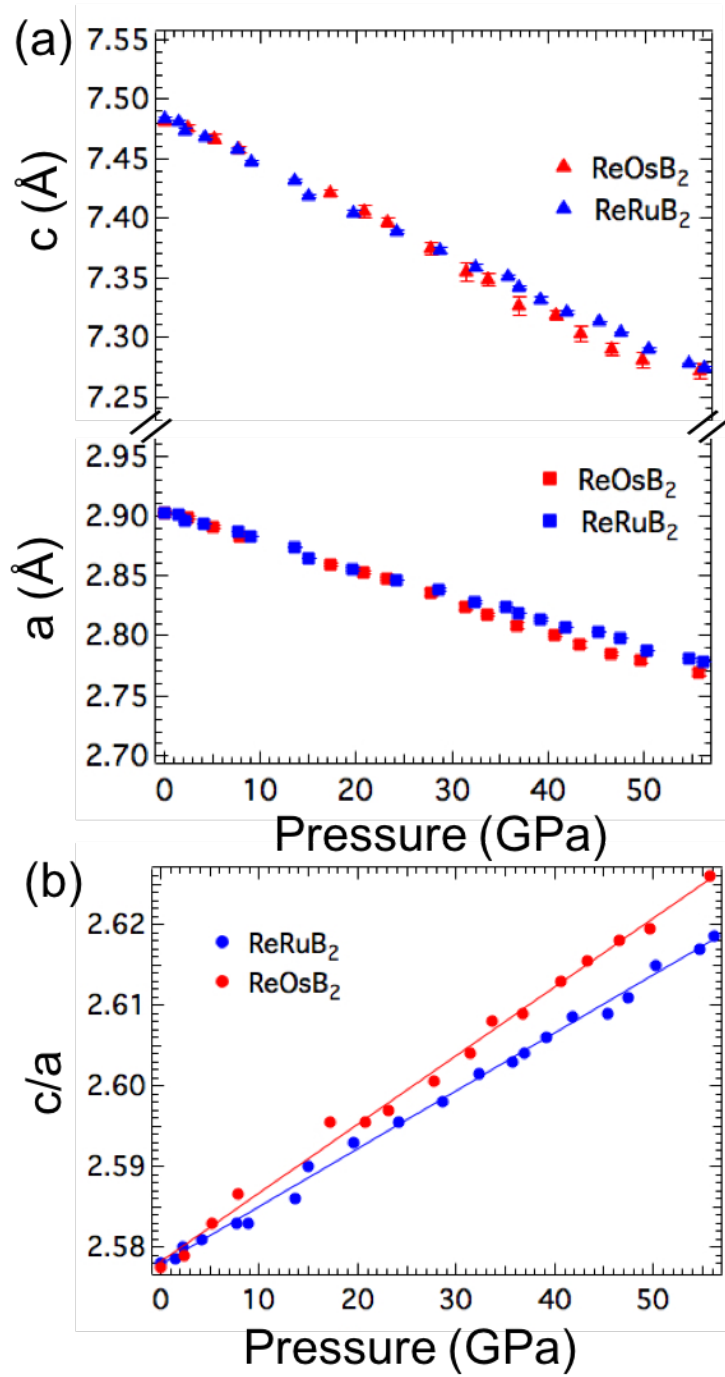 (a)
7.55
7.50
7.45
7.40
7.35
7.30
7.25
c (Å)
ReOsB₂
ReRuB₂
2.95
2.90
2.85
2.80
2.75
2.70
a (Å)
ReOsB₂
ReRuB₂
0 10 20 30 40 50
Pressure (GPa)
(b)
2.62
2.61
2.60
2.59
2.58
c/a
ReRuB₂
ReOsB₂
0 10 20 30 40 50
Pressure (GPa)